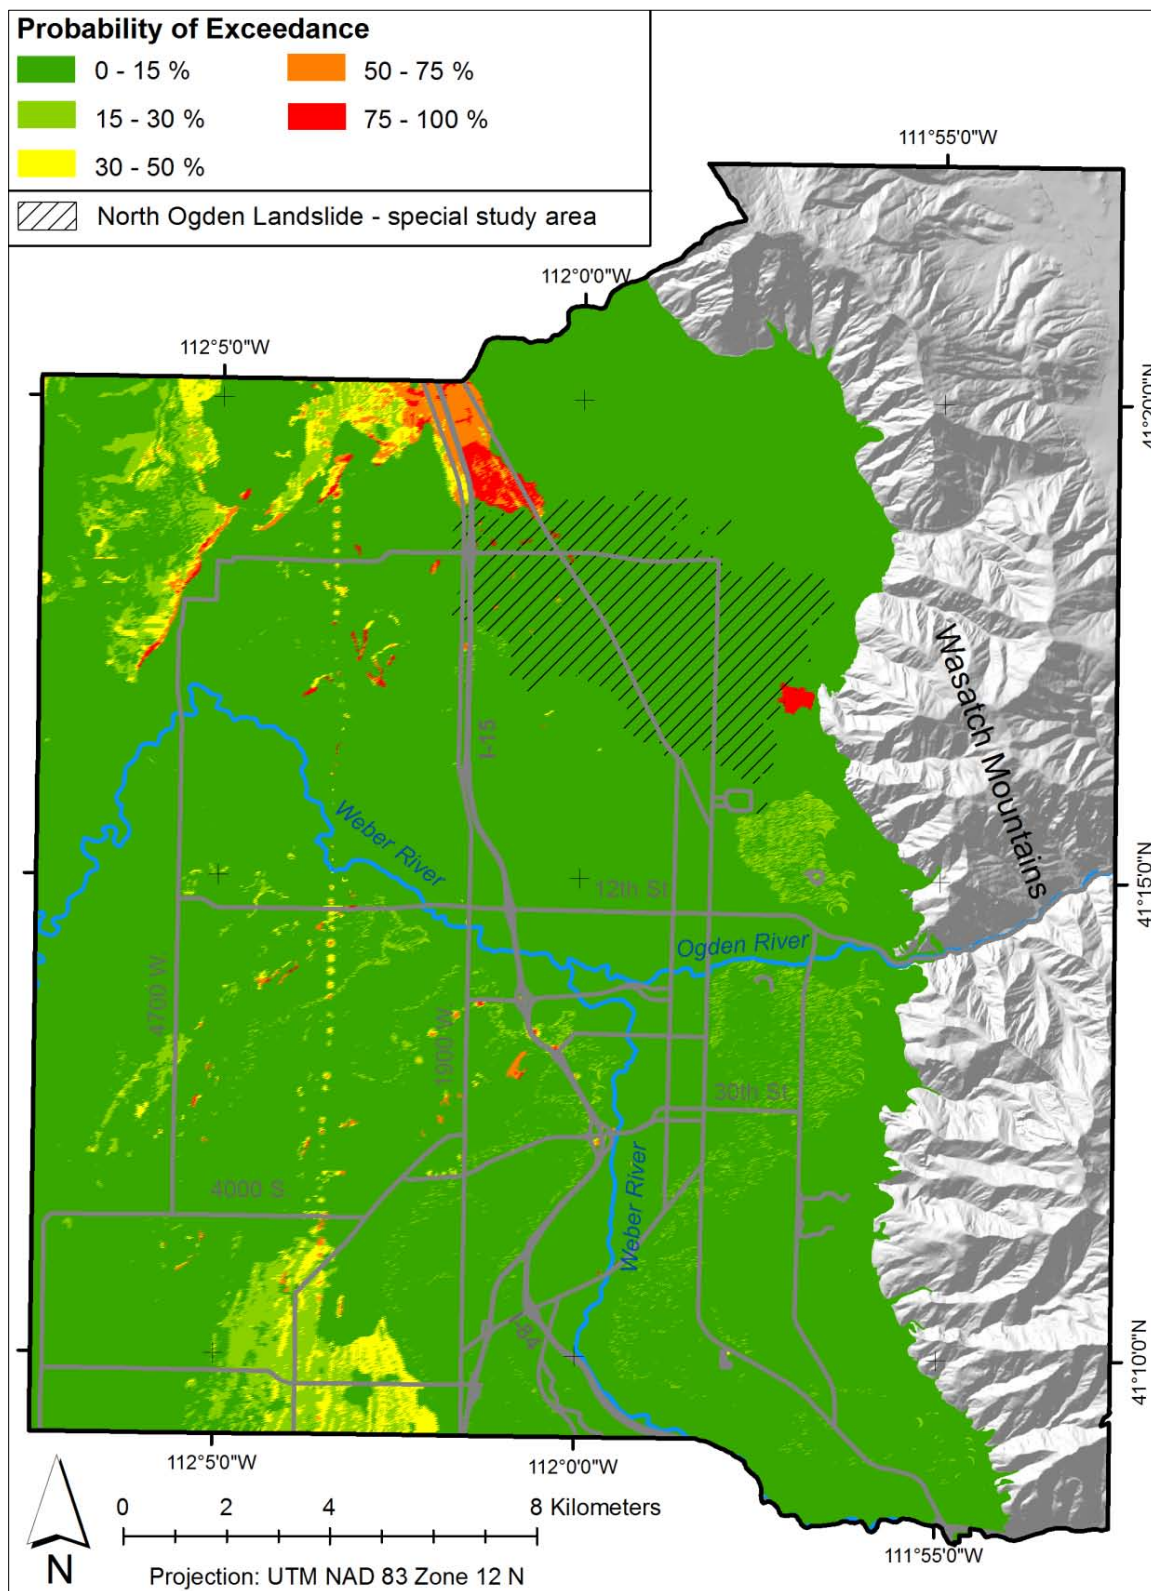 Probability of Exceedance
0 - 15 %
50 - 75 %
15 - 30 %
75 - 100 %
30 - 50 %
North Ogden Landslide - special study area
111°55'0"W
112°0'0"W
112°5'0"W
41°20'0"N
Wasatch Mountains
I-15
Weber River
12th St
41°15'0"N
Ogden River
4700 W.
1900 W.
30th St
4000 S.
Weber River
I-84
41°10'0"N
112°5'0"W
112°0'0"W
111°55'0"W
N
0 2 4 8 Kilometers
Projection: UTM NAD 83 Zone 12 N